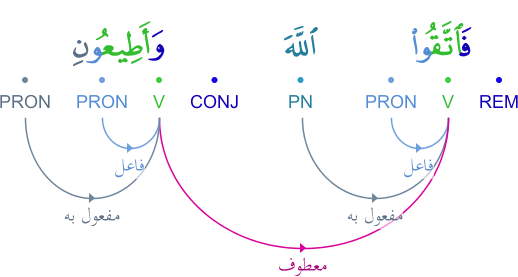 فَٱتَّقُوا۟ ٱللَّهَ وَأَطِيعُونِ
REM V PRON PN CONJ V PRON PRON
فاعل فاعل
مفعول به مفعول به
معطوف